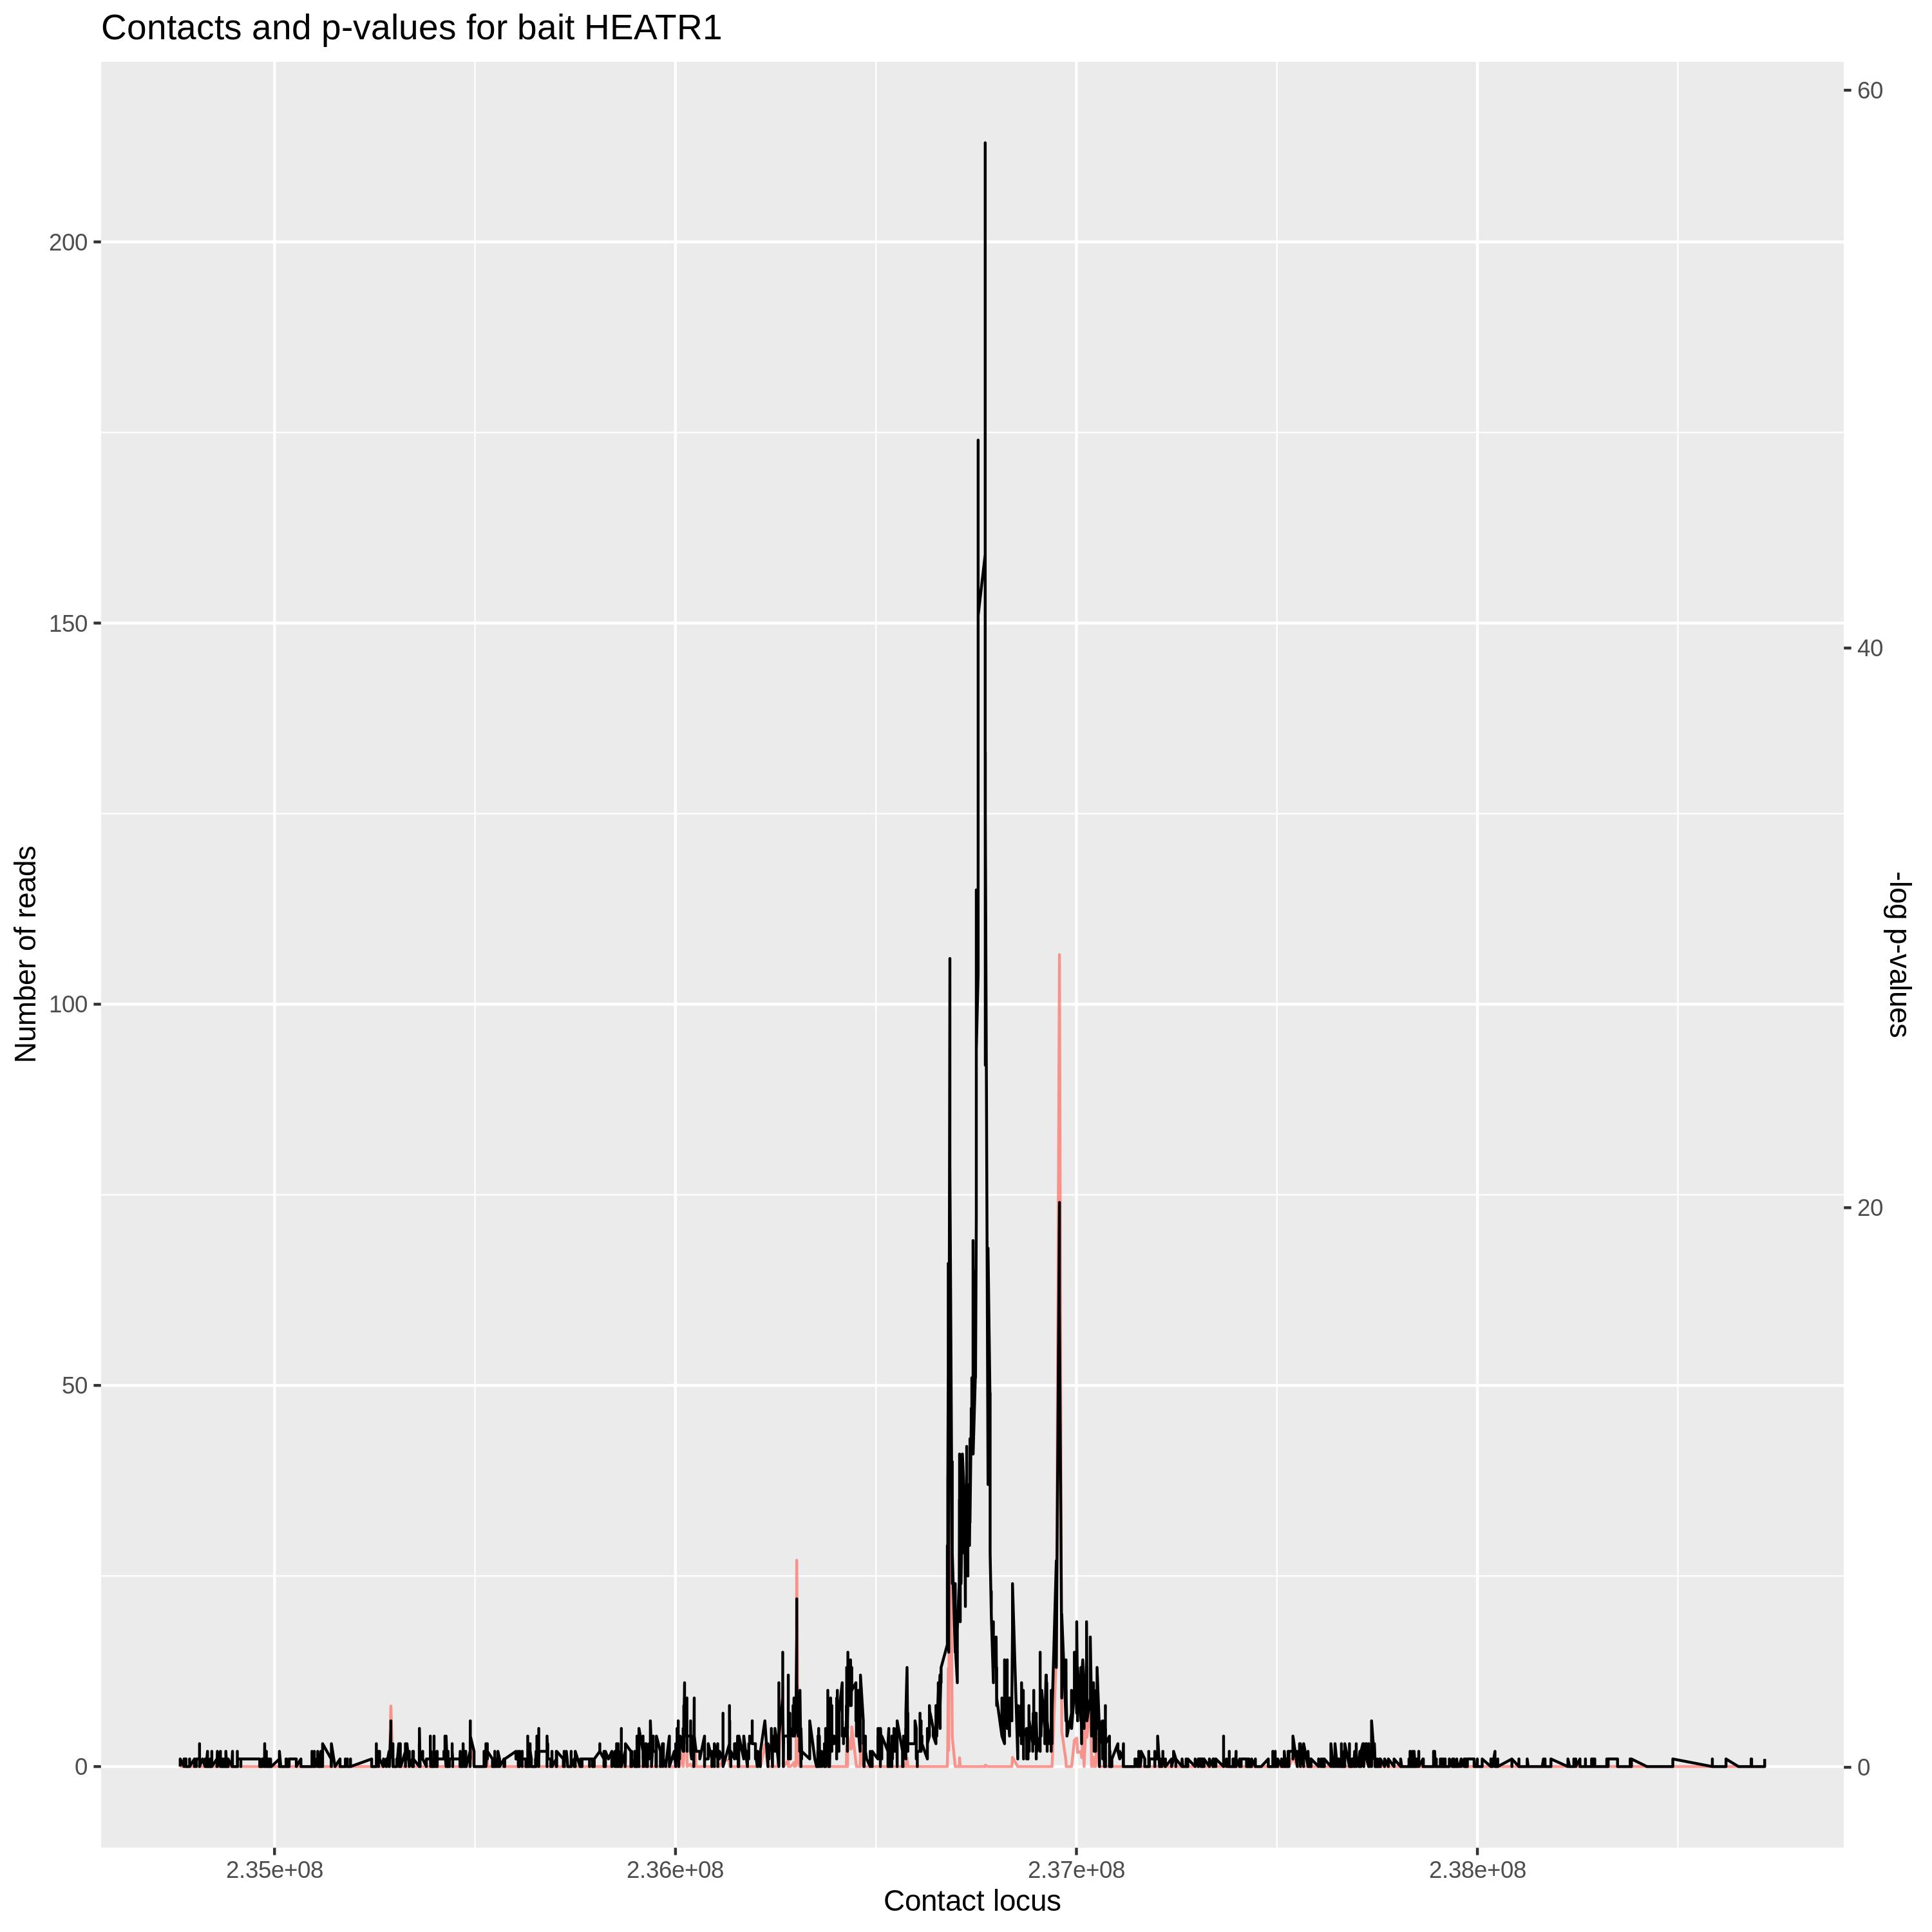 Contacts and p-values for bait HEATR1
60
200
150
40
Number of reads
-log p-values
100
20
50
0
0
2.35e+08
2.36e+08
2.37e+08
2.38e+08
Contact locus